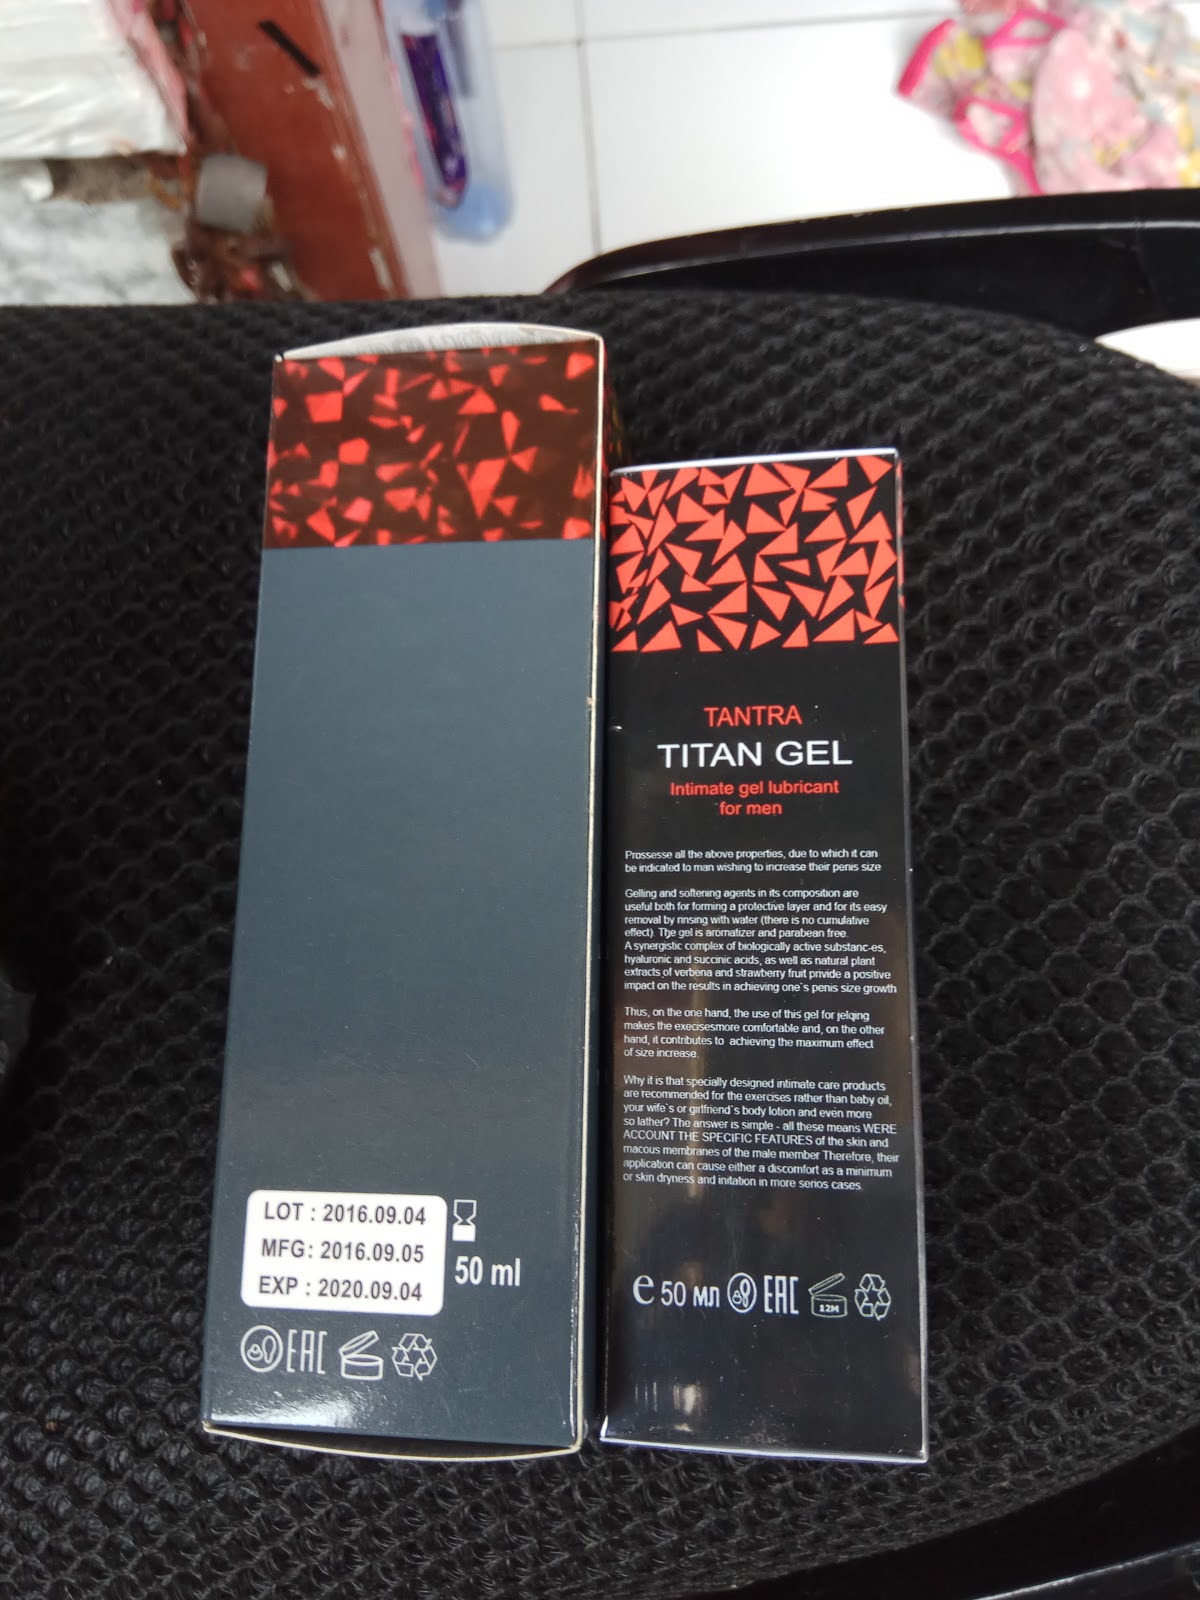 LOT : 2016.09.04
MFG: 2016.09.05
EXP : 2020.09.04
50 ml
EAC
TANTRA
TITAN GEL
Intimate gel lubricant
for men
Prossesse all the above properties, due to which it can
be indicated to man wishing to increase their penis size
Gelling and softening agents in its composition are
useful both for forming a protective layer and for its easy
removal by rinsing with water (there is no cumulative
effect). The gel is aromatizer and parabean free.
A synergistic complex of biologically active substanc-es,
hyaluronic and succinic acids, as well as natural plant
extracts of verbena and strawberry fruit privide a positive
impact on the results in achieving one`s penis size growth
Thus, on the one hand, the use of this gel for jelqing
makes the execisesmore comfortable and, on the other
hand, it contributes to achieving the maximum effect
of size increase.
Why it is that specially designed intimate care products
are recommended for the exercises rather than baby oil,
your wife`s or girlfriend`s body lotion and even more
so lather? The answer is simple - all these means WERE
ACCOUNT THE SPECIFIC FEATURES of the skin and
macous membranes of the male member Therefore, their
application can cause either a discomfort as a minimum
or skin dryness and initation in more serios cases.
e 50 мл EAC 12M